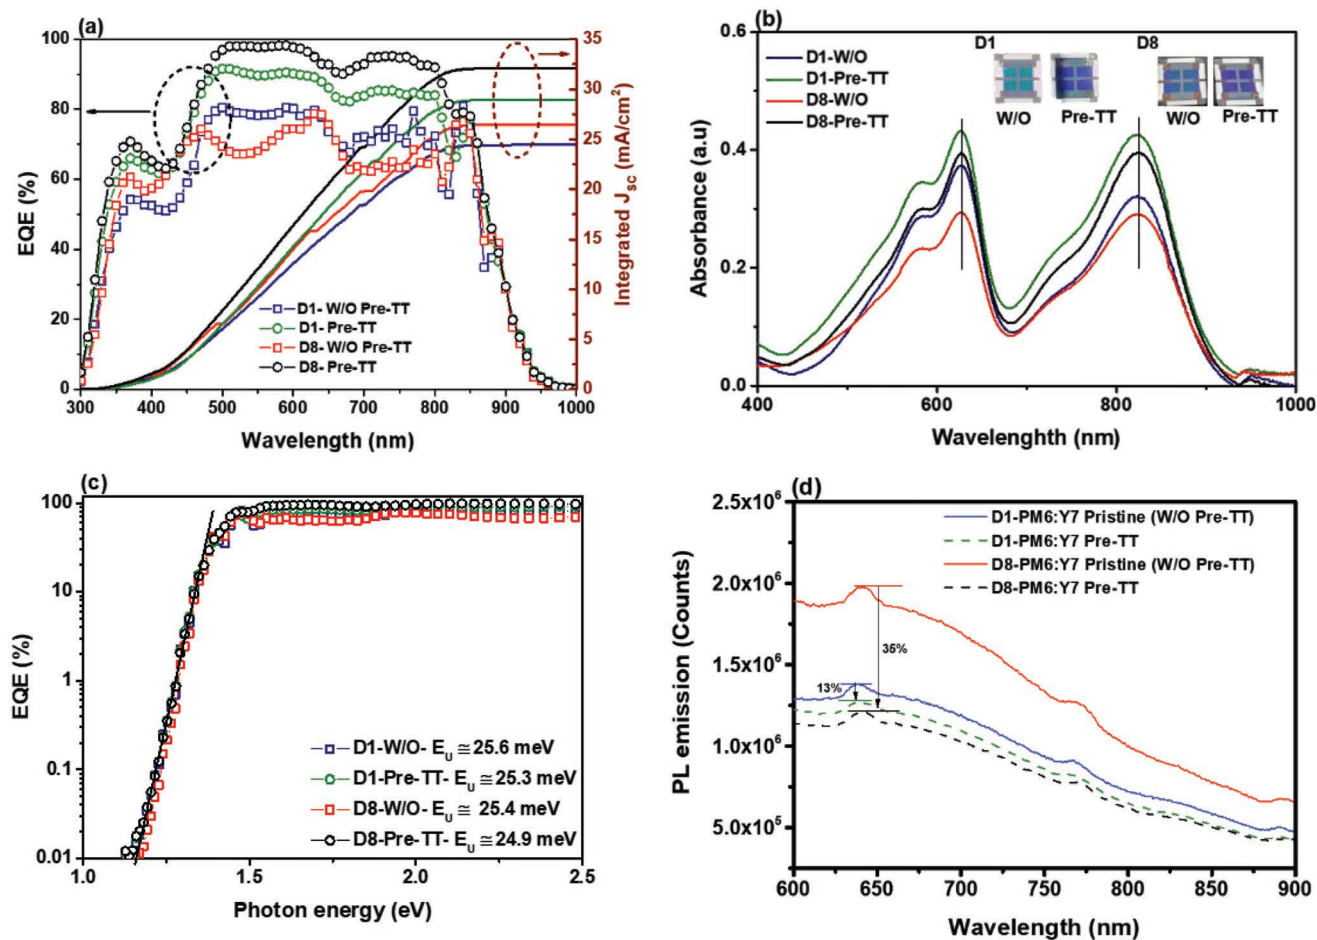 (a)
100
80
60
40
20
0
EQE (%)
35
30
25
20
15
10
5
0
Integrated J_sc (mA/cm²)
D1- W/O Pre-TT
D1- Pre-TT
D8- W/O Pre-TT
D8- Pre-TT
300 400 500 600 700 800 900 1000
Wavelength (nm)
(b)
0.6
0.4
0.2
0.0
Absorbance (a.u)
D1-W/O
D1-Pre-TT
D8-W/O
D8-Pre-TT
D1 D8
W/O Pre-TT W/O Pre-TT
400 600 800 1000
Wavelenghth (nm)
(c)
100
10
1
0.1
0.01
EQE (%)
D1-W/O- E_U ≅ 25.6 meV
D1-Pre-TT- E_U ≅ 25.3 meV
D8-W/O- E_U ≅ 25.4 meV
D8-Pre-TT- E_U ≅ 24.9 meV
1.0 1.5 2.0 2.5
Photon energy (eV)
(d)
2.5x10⁶
2.0x10⁶
1.5x10⁶
1.0x10⁶
5.0x10⁵
PL emission (Counts)
D1-PM6:Y7 Pristine (W/O Pre-TT)
D1-PM6:Y7 Pre-TT
D8-PM6:Y7 Pristine (W/O Pre-TT)
D8-PM6:Y7 Pre-TT
35%
13%
600 650 700 750 800 850 900
Wavelength (nm)